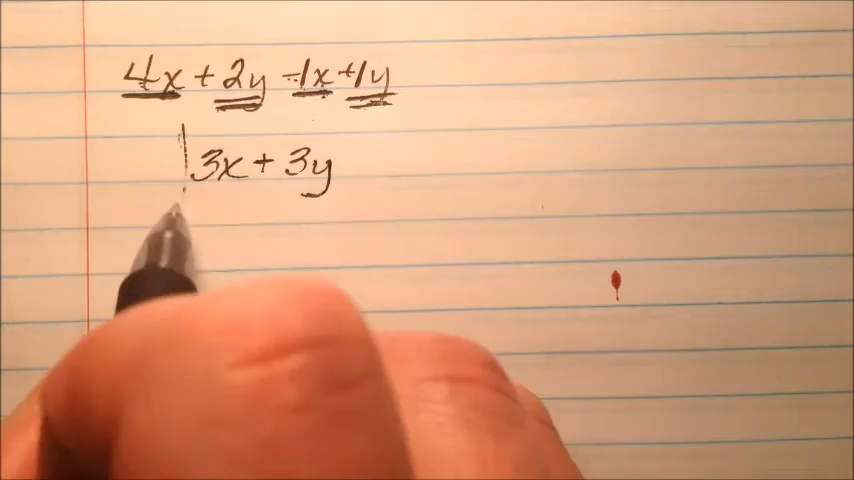 4x + 2y - 1x + 1y
3x + 3y